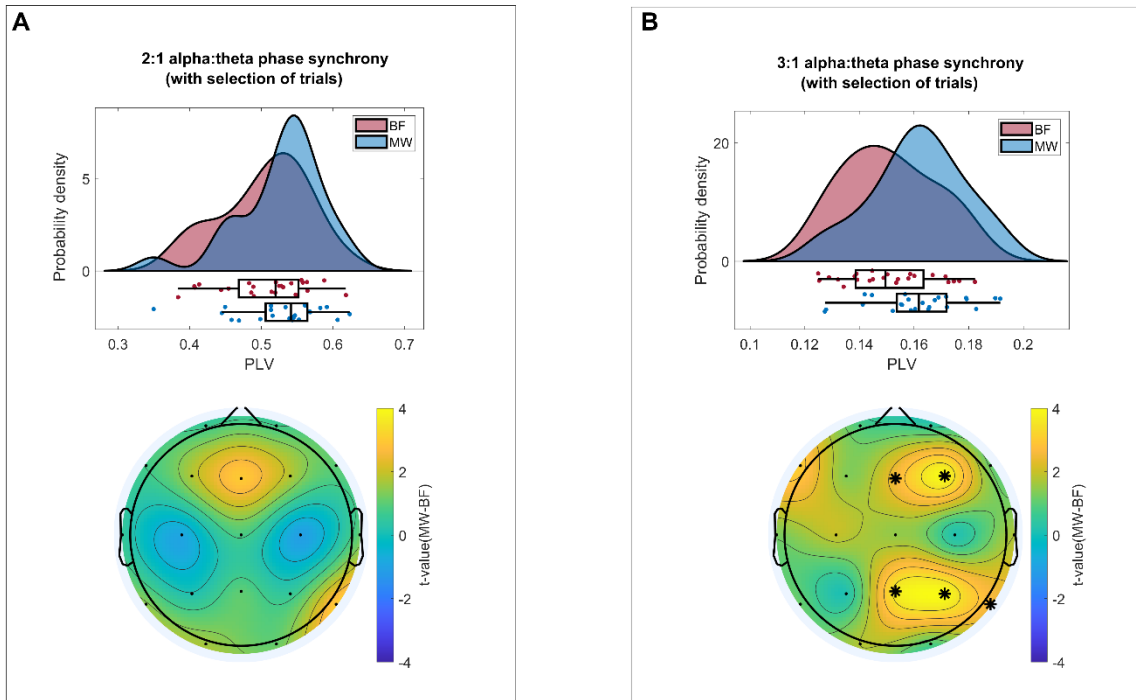 A
2:1 alpha:theta phase synchrony
(with selection of trials)
Probability density
5
0
BF
MW
0.3 0.4 0.5 0.6 0.7
PLV
4
2
0
-2
-4
t-value(MW-BF)
B
3:1 alpha:theta phase synchrony
(with selection of trials)
Probability density
20
0
BF
MW
0.1 0.12 0.14 0.16 0.18 0.2
PLV
4
2
0
-2
-4
t-value(MW-BF)